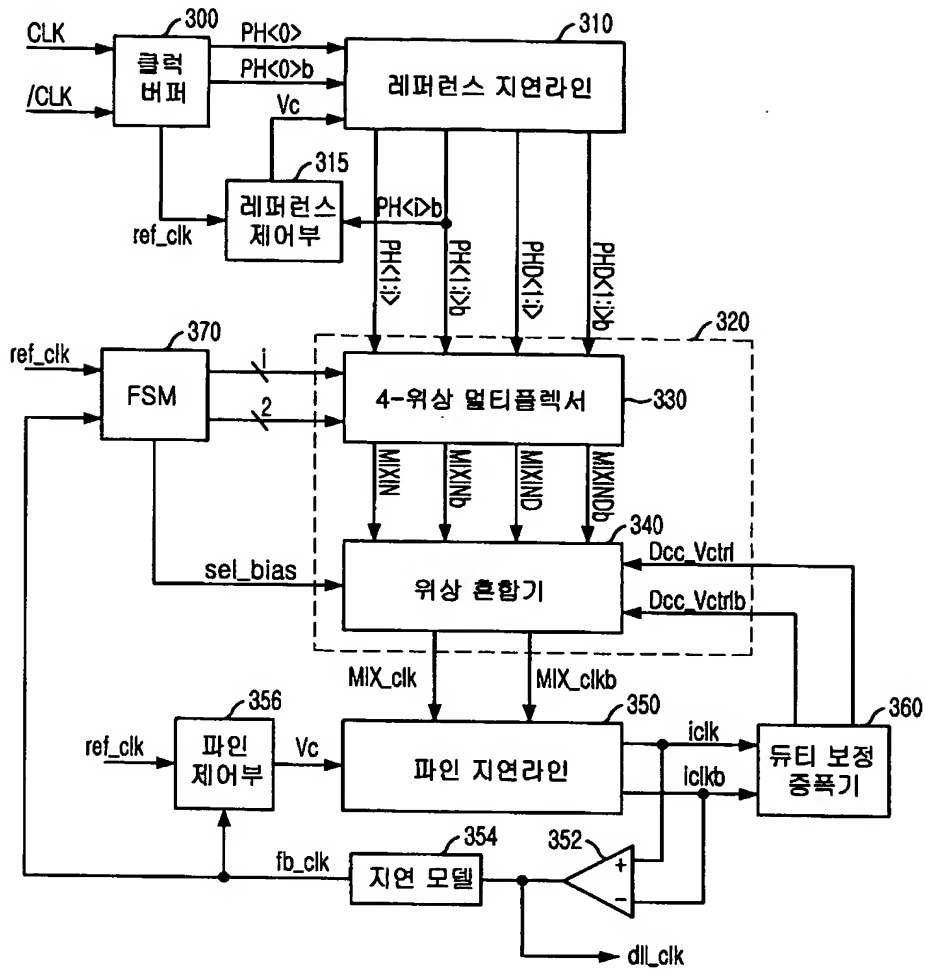 CLK
/CLK
300
클럭
버퍼
PH<0>
PH<0>b
Vc
310
레퍼런스 지연라인
315
레퍼런스
제어부
ref_clk
PH<i>b
PH<1:i>
PH<1:i>b
PHD<1:i>
PHD<1:i>b
320
ref_clk
370
FSM
i
2
4-위상 멀티플렉서
330
MIXIN
MIXINb
MIXIND
MIXINDb
340
sel_bias
위상 혼합기
Dcc_Vctrl
Dcc_Vctrlb
MIX_clk
MIX_clkb
356
ref_clk
파인
제어부
Vc
350
파인 지연라인
iclk
iclkb
360
듀티 보정
증폭기
fb_clk
354
지연 모델
352
+
-
dll_clk